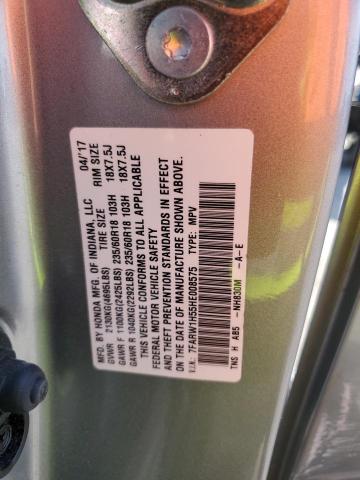 MFD. BY HONDA MFG. OF INDIANA, LLC 04/'17
TIRE SIZE RIM SIZE
GVWR 2130KG(4695LBS)
GAWR F 1100KG(2425LBS) 235/60R18 103H 18X7.5J
GAWR R 1040KG(2292LBS) 235/60R18 103H 18X7.5J
THIS VEHICLE CONFORMS TO ALL APPLICABLE
FEDERAL MOTOR VEHICLE SAFETY
AND THEFT PREVENTION STANDARDS IN EFFECT
ON THE DATE OF MANUFACTURE SHOWN ABOVE.
7FARW1H55HE008575 TYPE: MPV
TNS H AB5 -NH830M -A-E